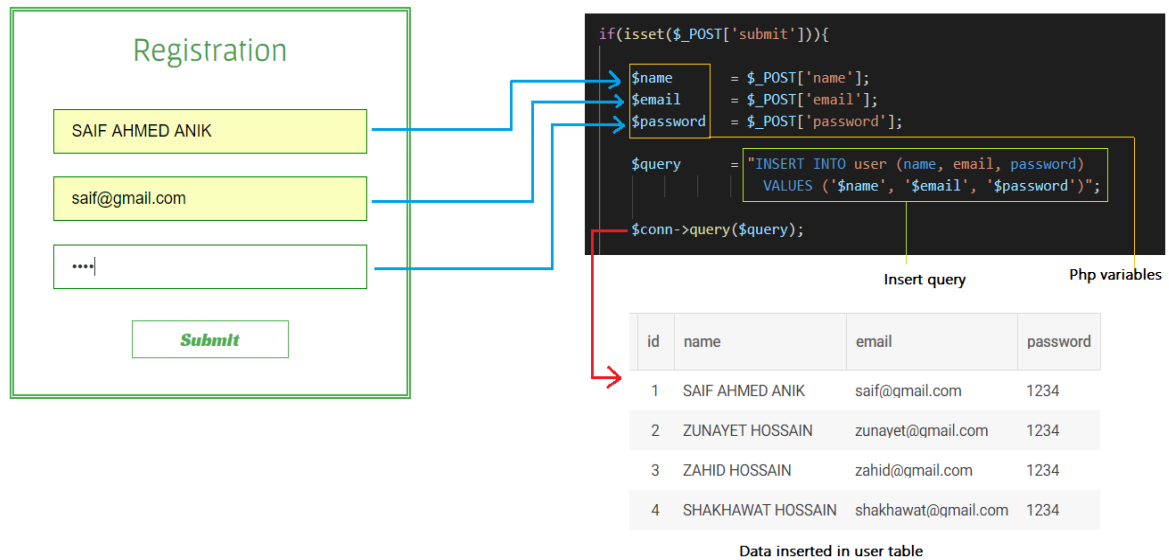 Registration
SAIF AHMED ANIK
saif@gmail.com
••••
Submit
if(isset($_POST['submit'])){
$name = $_POST['name'];
$email = $_POST['email'];
$password = $_POST['password'];
$query = "INSERT INTO user (name, email, password)
VALUES ('$name', '$email', '$password')";
$conn->query($query);
Insert query
Php variables
id name email password
1 SAIF AHMED ANIK saif@gmail.com 1234
2 ZUNAYET HOSSAIN zunayet@gmail.com 1234
3 ZAHID HOSSAIN zahid@gmail.com 1234
4 SHAKHAWAT HOSSAIN shakhawat@gmail.com 1234
Data inserted in user table